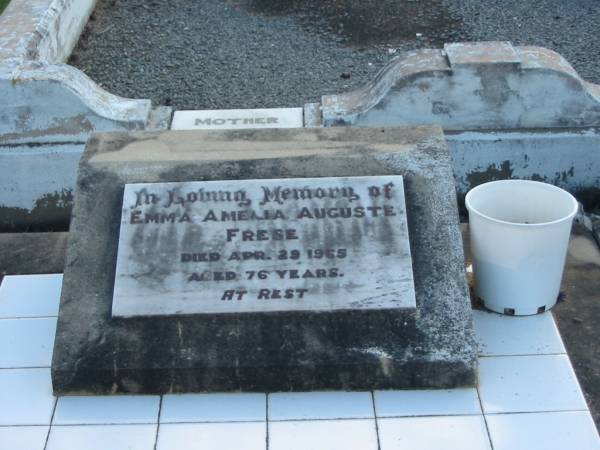 MOTHER
In Loving Memory of
EMMA AMELIA AUGUSTE
FRESE
DIED APR. 29 1965
AGED 76 YEARS.
AT REST